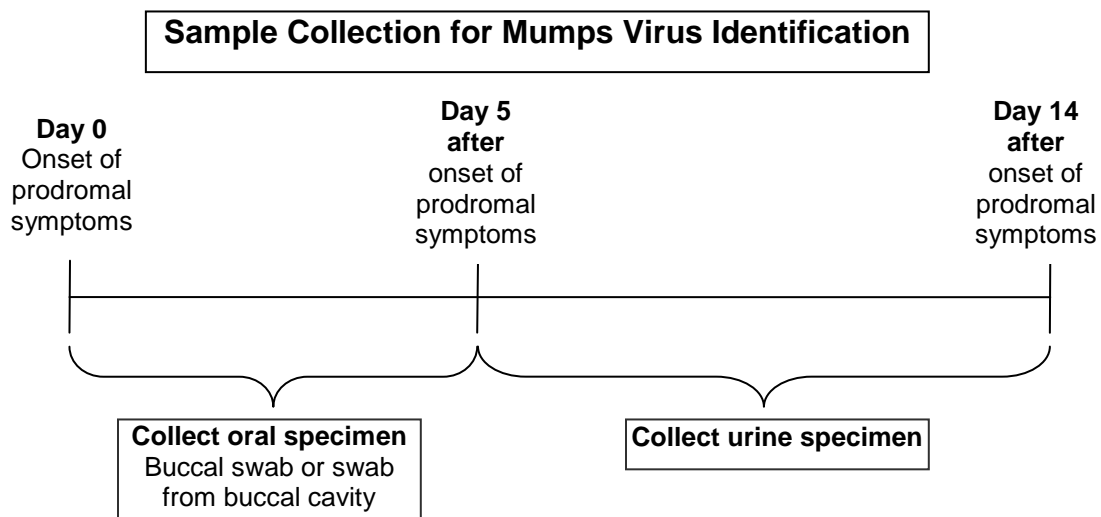 Sample Collection for Mumps Virus Identification
Day 0
Onset of
prodromal
symptoms
Day 5
after
onset of
prodromal
symptoms
Day 14
after
onset of
prodromal
symptoms
Collect oral specimen
Buccal swab or swab
from buccal cavity
Collect urine specimen